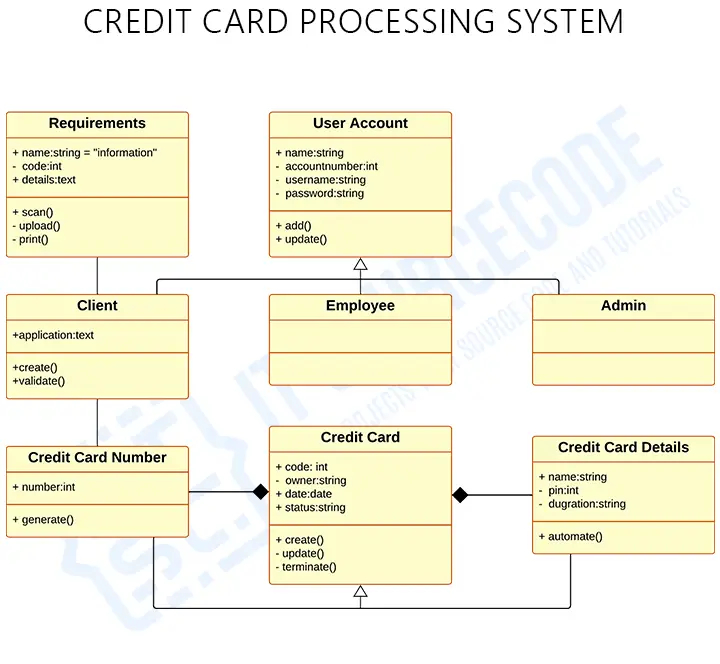 CREDIT CARD PROCESSING SYSTEM
Requirements
+ name:string = "information"
- code:int
+ details:text
+ scan()
- upload()
- print()
User Account
+ name:string
- accountnumber:int
- username:string
- password:string
+ add()
+ update()
Client
+application:text
+create()
+validate()
Employee
Admin
Credit Card Number
+ number:int
+ generate()
Credit Card
+ code: int
- owner:string
+ date:date
+ status:string
+ create()
- update()
- terminate()
Credit Card Details
+ name:string
- pin:int
- dugration:string
+ automate()